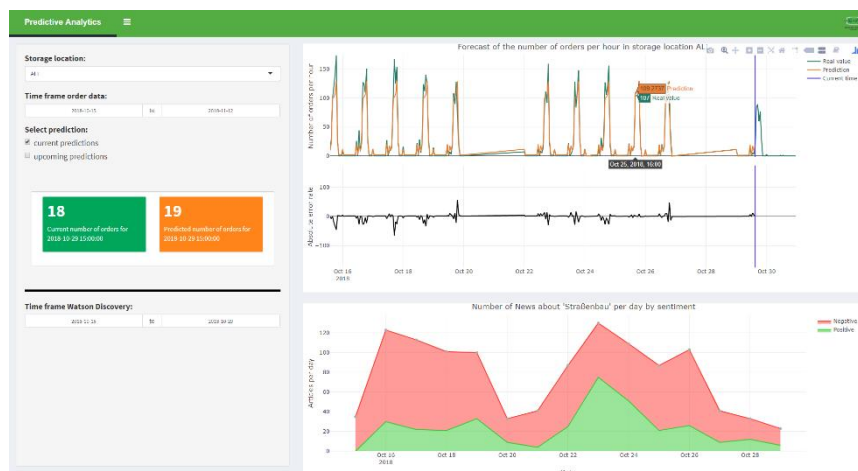 Predictive Analytics
Storage location:
ALL
Time frame order data:
to
Select prediction:
current predictions
upcoming predictions
18
Current number of orders for
2018-10-29 15:00:00
19
Predicted number of orders for
2018-10-29 15:00:00
Time frame Watson Discovery:
to
Forecast of the number of orders per hour in storage location AL
Number of orders per hour
150
100
50
0
Real value
Prediction
Current time
Prediction
Real value
Oct 25, 2018, 16:00
Absolute error rate
100
0
−100
Oct 16
2018
Oct 18
Oct 20
Oct 22
Oct 24
Oct 26
Oct 28
Oct 30
Number of News about 'Straßenbau' per day by sentiment
Negative
Positive
Articles per day
120
100
80
60
40
20
0
Oct 16
2018
Oct 18
Oct 20
Oct 22
Oct 24
Oct 26
Oct 28